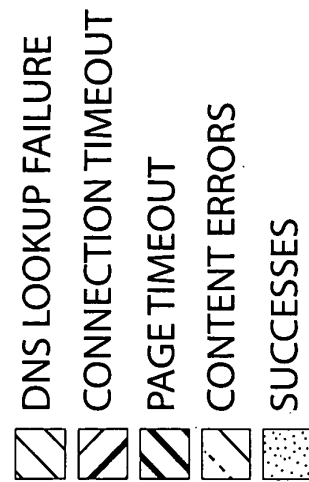 DNS LOOKUP FAILURE
CONNECTION TIMEOUT
PAGE TIMEOUT
CONTENT ERRORS
SUCCESSES